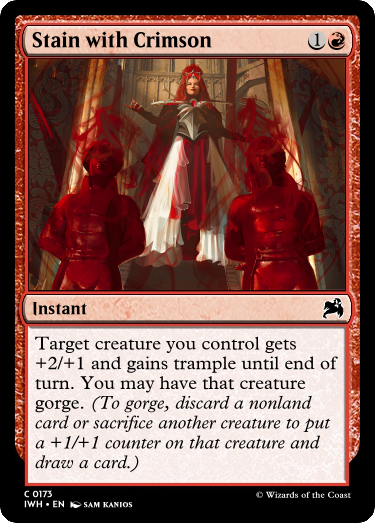 Stain with Crimson 1
Instant
Target creature you control gets
+2/+1 and gains trample until end of
turn. You may have that creature
gorge. (To gorge, discard a nonland
card or sacrifice another creature to put
a +1/+1 counter on that creature and
draw a card.)
C 0173
IWH • EN SAM KANIOS
© Wizards of the Coast